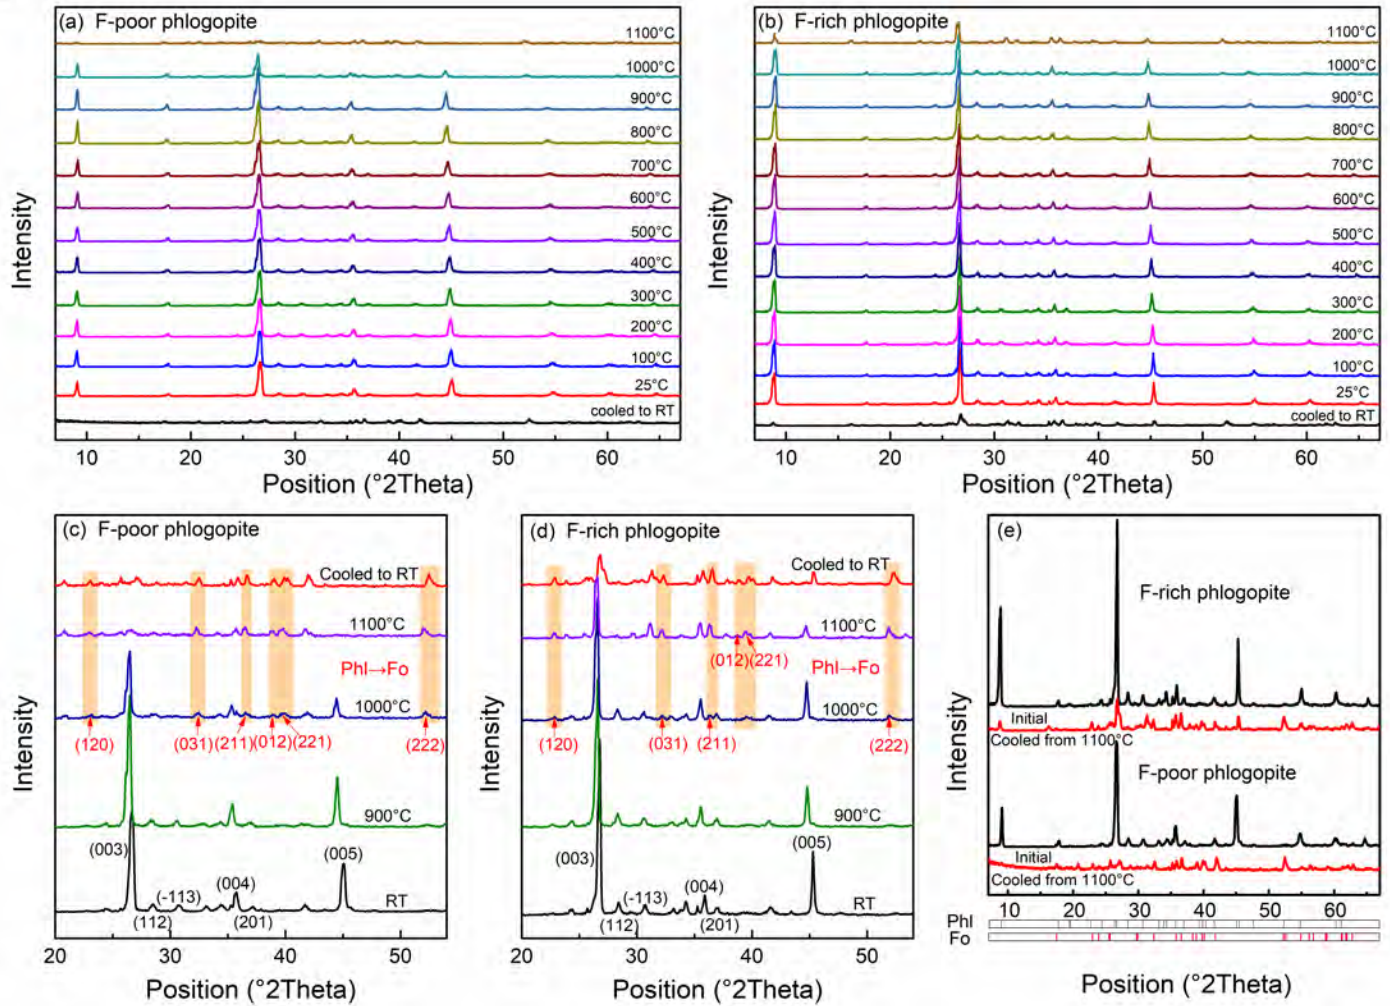 (a) F-poor phlogopite
1100°C
1000°C
900°C
800°C
700°C
600°C
500°C
400°C
300°C
200°C
100°C
25°C
cooled to RT
Intensity
10 20 30 40 50 60
Position (°2Theta)
(b) F-rich phlogopite
1100°C
1000°C
900°C
800°C
700°C
600°C
500°C
400°C
300°C
200°C
100°C
25°C
cooled to RT
Intensity
10 20 30 40 50 60
Position (°2Theta)
(c) F-poor phlogopite
Cooled to RT
1100°C
Phl→Fo
1000°C
(120) (031) (211) (012) (221) (222)
900°C
(003) (005)
(-113) (004)
RT
(112) (201)
Intensity
20 30 40 50
Position (°2Theta)
(d) F-rich phlogopite
Cooled to RT
1100°C
(012)(221) Phl→Fo
1000°C
(120) (031) (211) (222)
900°C
(003) (005)
(-113) (004)
RT
(112) (201)
Intensity
20 30 40 50
Position (°2Theta)
(e)
F-rich phlogopite
Initial
Cooled from 1100°C
F-poor phlogopite
Initial
Cooled from 1100°C
Intensity
10 20 30 40 50 60
Phl
Fo
Position (°2Theta)